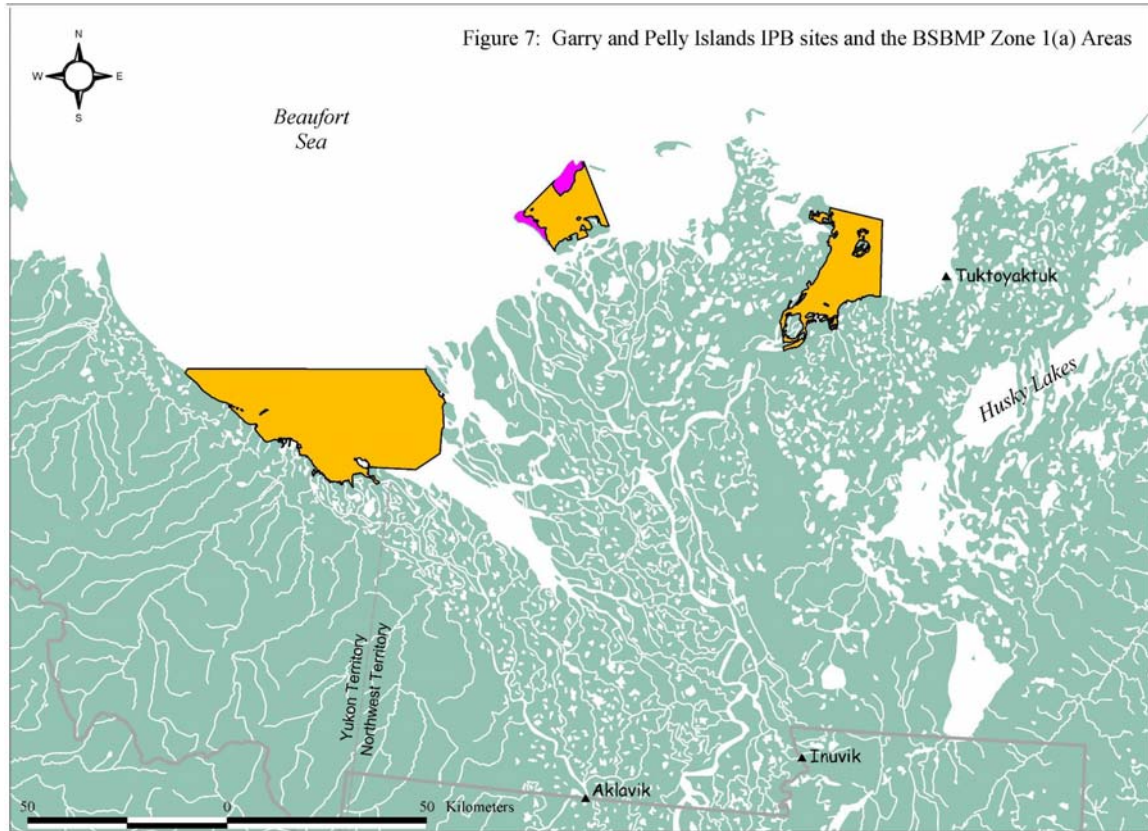 Figure 7: Garry and Pelly Islands IPB sites and the BSBMP Zone 1(a) Areas
N
W E
S
Beaufort
Sea
Tuktoyaktuk
Husky Lakes
Yukon Territory
Northwest Territory
Inuvik
Aklavik
50 0 50 Kilometers